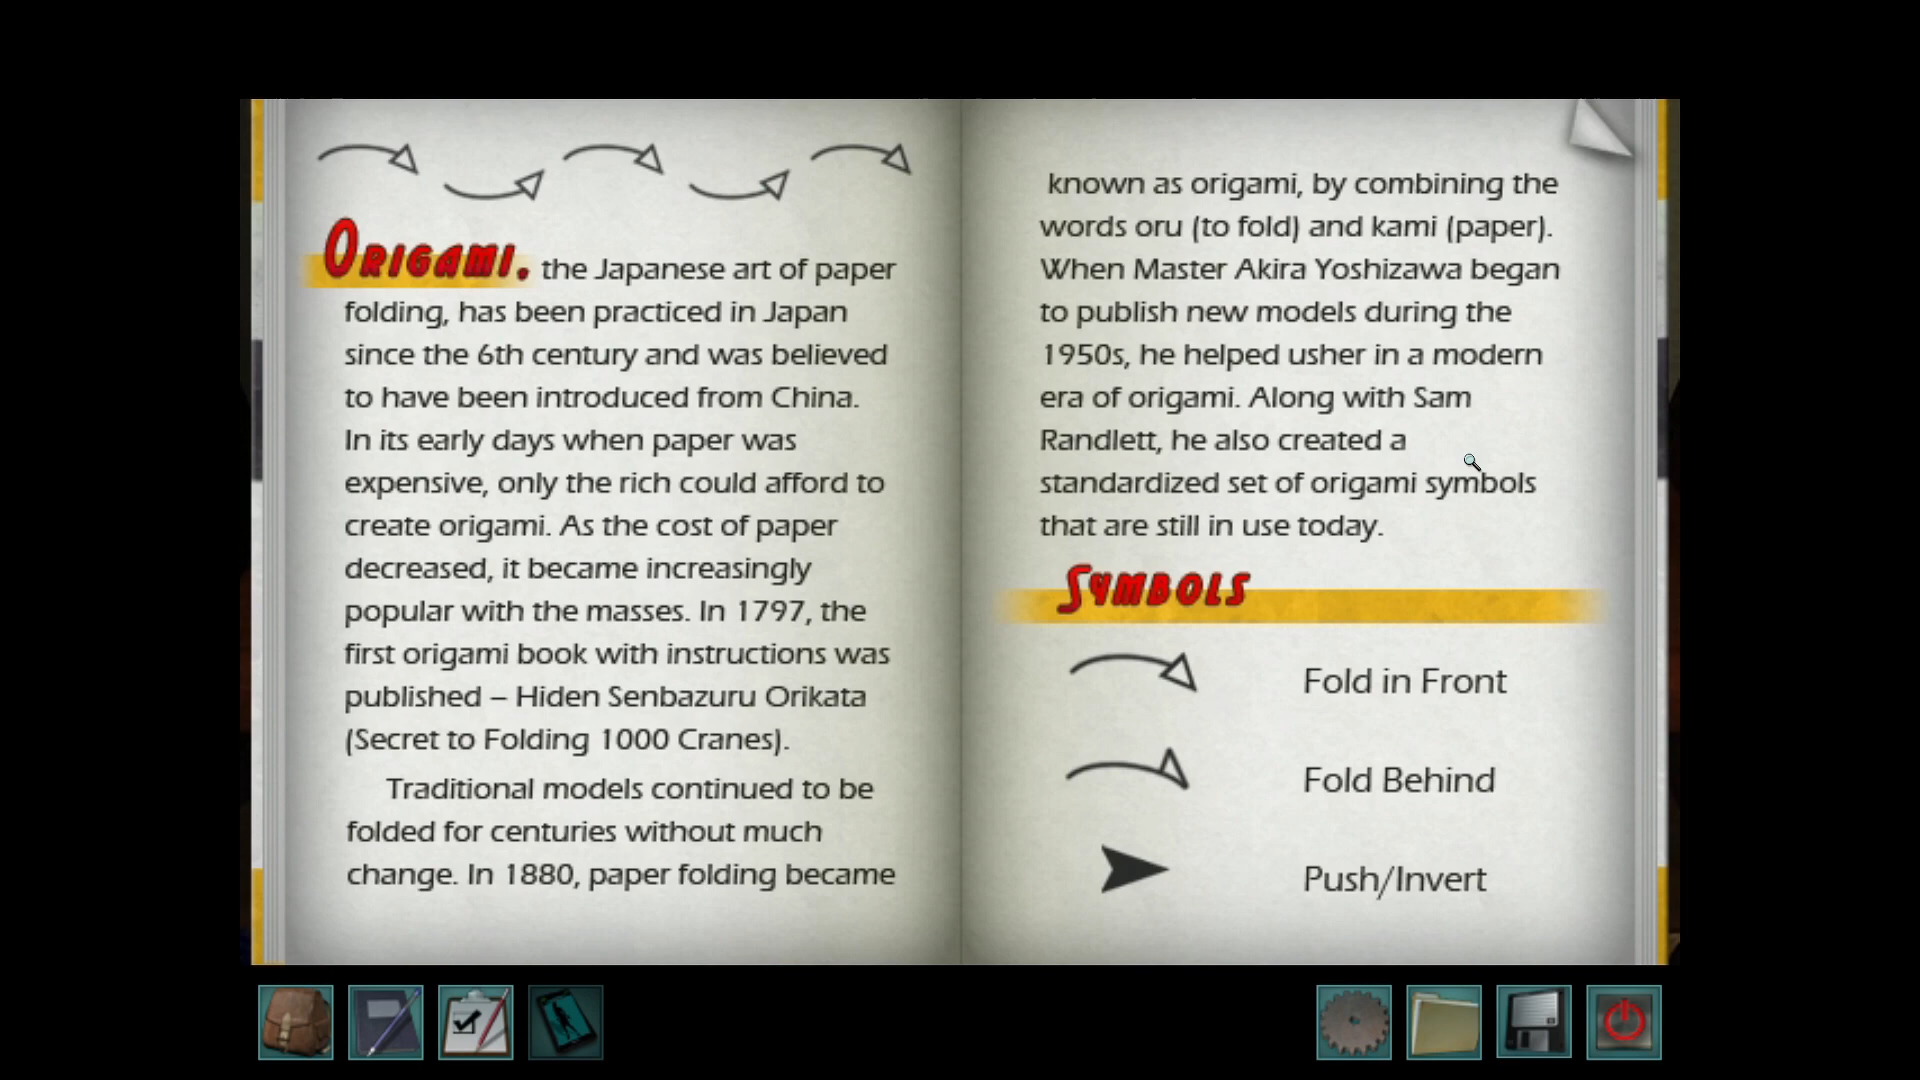 Origami, the Japanese art of paper
folding, has been practiced in Japan
since the 6th century and was believed
to have been introduced from China.
In its early days when paper was
expensive, only the rich could afford to
create origami. As the cost of paper
decreased, it became increasingly
popular with the masses. In 1797, the
first origami book with instructions was
published – Hiden Senbazuru Orikata
(Secret to Folding 1000 Cranes).
Traditional models continued to be
folded for centuries without much
change. In 1880, paper folding became
known as origami, by combining the
words oru (to fold) and kami (paper).
When Master Akira Yoshizawa began
to publish new models during the
1950s, he helped usher in a modern
era of origami. Along with Sam
Randlett, he also created a
standardized set of origami symbols
that are still in use today.
Symbols
Fold in Front
Fold Behind
Push/Invert